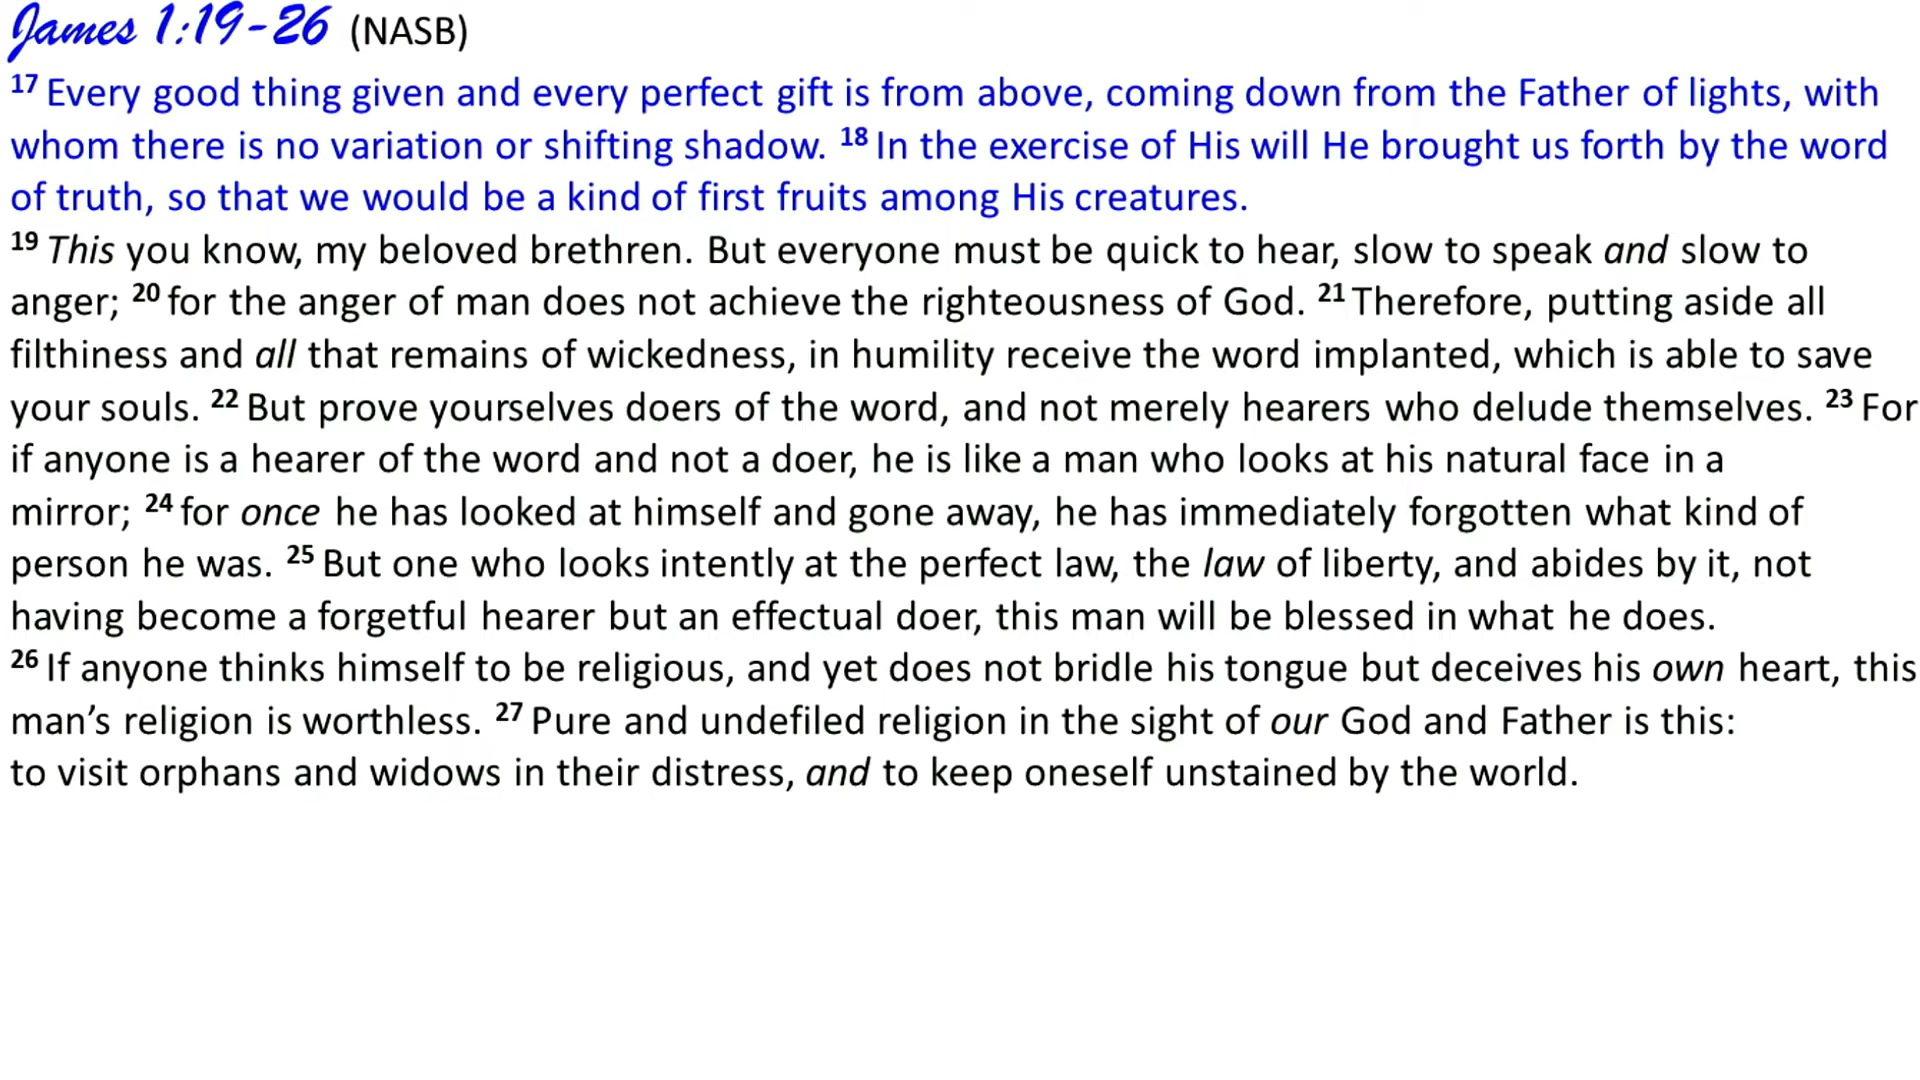 James 1:19-26 (NASB)
17 Every good thing given and every perfect gift is from above, coming down from the Father of lights, with
whom there is no variation or shifting shadow. 18 In the exercise of His will He brought us forth by the word
of truth, so that we would be a kind of first fruits among His creatures.
19 This you know, my beloved brethren. But everyone must be quick to hear, slow to speak and slow to
anger; 20 for the anger of man does not achieve the righteousness of God. 21 Therefore, putting aside all
filthiness and all that remains of wickedness, in humility receive the word implanted, which is able to save
your souls. 22 But prove yourselves doers of the word, and not merely hearers who delude themselves. 23 For
if anyone is a hearer of the word and not a doer, he is like a man who looks at his natural face in a
mirror; 24 for once he has looked at himself and gone away, he has immediately forgotten what kind of
person he was. 25 But one who looks intently at the perfect law, the law of liberty, and abides by it, not
having become a forgetful hearer but an effectual doer, this man will be blessed in what he does.
26 If anyone thinks himself to be religious, and yet does not bridle his tongue but deceives his own heart, this
man’s religion is worthless. 27 Pure and undefiled religion in the sight of our God and Father is this:
to visit orphans and widows in their distress, and to keep oneself unstained by the world.